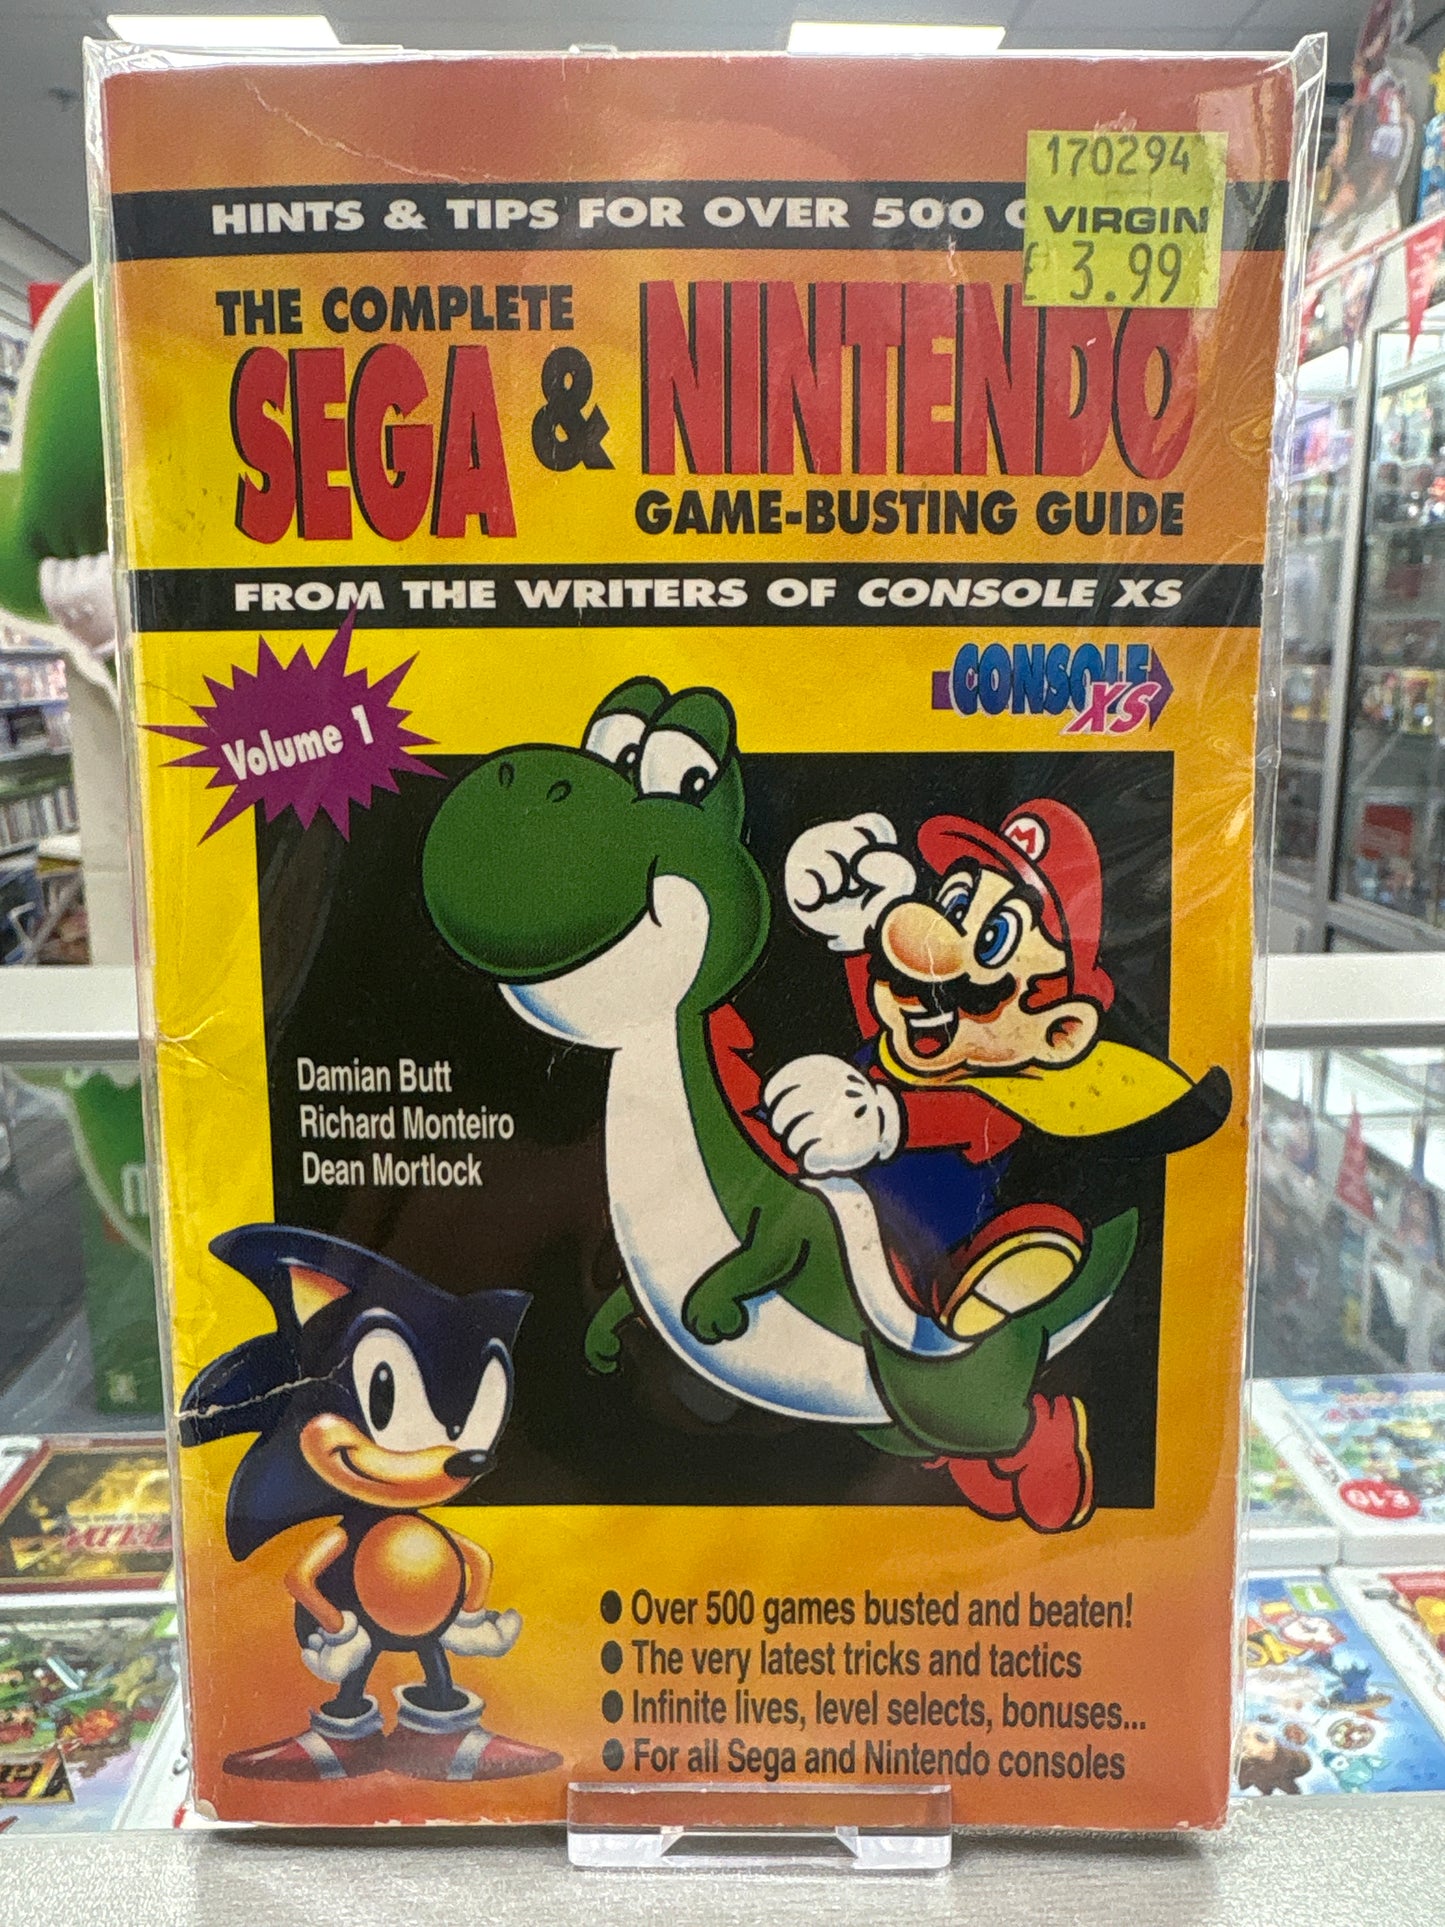 170294
VIRGIN
£3.99
HINTS & TIPS FOR OVER 500
THE COMPLETE
SEGA & NINTENDO
GAME-BUSTING GUIDE
FROM THE WRITERS OF CONSOLE XS
CONSOLE
XS
Volume 1
M
Damian Butt
Richard Monteiro
Dean Mortlock
● Over 500 games busted and beaten!
● The very latest tricks and tactics
● Infinite lives, level selects, bonuses...
● For all Sega and Nintendo consoles
£10